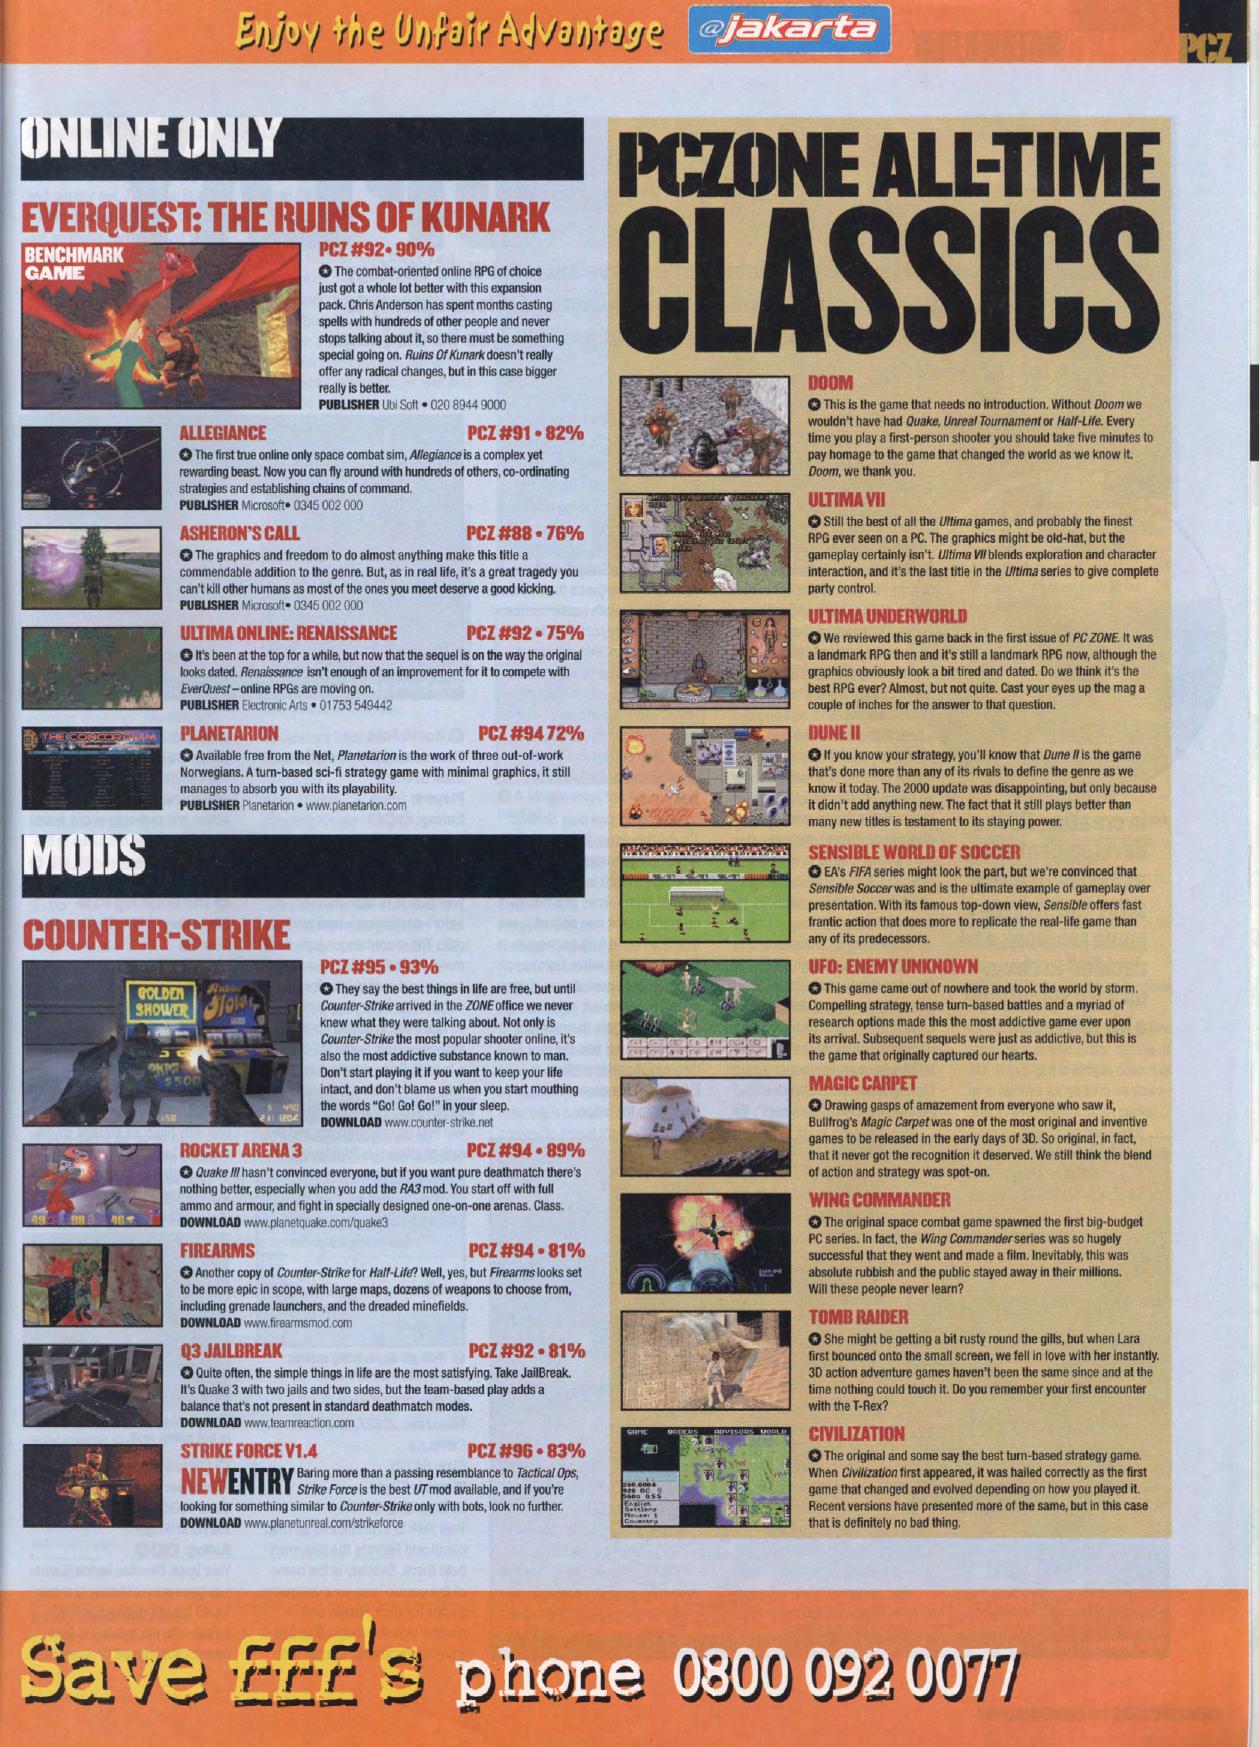 Enjoy the Unfair Advantage
@jakarta
PCZ
ONLINE ONLY
EVERQUEST: THE RUINS OF KUNARK
BENCHMARK
GAME
PCZ #92 • 90%
The combat-oriented online RPG of choice
just got a whole lot better with this expansion
pack. Chris Anderson has spent months casting
spells with hundreds of other people and never
stops talking about it, so there must be something
special going on. Ruins Of Kunark doesn't really
offer any radical changes, but in this case bigger
really is better.
PUBLISHER Ubi Soft • 020 8944 9000
ALLEGIANCE PCZ #91 • 82%
The first true online only space combat sim, Allegiance is a complex yet
rewarding beast. Now you can fly around with hundreds of others, co-ordinating
strategies and establishing chains of command.
PUBLISHER Microsoft• 0345 002 000
ASHERON'S CALL PCZ #88 • 76%
The graphics and freedom to do almost anything make this title a
commendable addition to the genre. But, as in real life, it's a great tragedy you
can't kill other humans as most of the ones you meet deserve a good kicking.
PUBLISHER Microsoft• 0345 002 000
ULTIMA ONLINE: RENAISSANCE PCZ #92 • 75%
It's been at the top for a while, but now that the sequel is on the way the original
looks dated. Renaissance isn't enough of an improvement for it to compete with
EverQuest – online RPGs are moving on.
PUBLISHER Electronic Arts • 01753 549442
THE CONCORDIUM
PLANETARION PCZ #94 72%
Available free from the Net, Planetarion is the work of three out-of-work
Norwegians. A turn-based sci-fi strategy game with minimal graphics, it still
manages to absorb you with its playability.
PUBLISHER Planetarion • www.planetarion.com
MODS
COUNTER-STRIKE
GOLDEN
SHOWER
$500
PCZ #95 • 93%
They say the best things in life are free, but until
Counter-Strike arrived in the ZONE office we never
knew what they were talking about. Not only is
Counter-Strike the most popular shooter online, it's
also the most addictive substance known to man.
Don't start playing it if you want to keep your life
intact, and don't blame us when you start mouthing
the words "Go! Go! Go!" in your sleep.
DOWNLOAD www.counter-strike.net
ROCKET ARENA 3 PCZ #94 • 89%
Quake III hasn't convinced everyone, but if you want pure deathmatch there's
nothing better, especially when you add the RA3 mod. You start off with full
ammo and armour, and fight in specially designed one-on-one arenas. Class.
DOWNLOAD www.planetquake.com/quake3
FIREARMS PCZ #94 • 81%
Another copy of Counter-Strike for Half-Life? Well, yes, but Firearms looks set
to be more epic in scope, with large maps, dozens of weapons to choose from,
including grenade launchers, and the dreaded minefields.
DOWNLOAD www.firearmsmod.com
Q3 JAILBREAK PCZ #92 • 81%
Quite often, the simple things in life are the most satisfying. Take JailBreak.
It's Quake 3 with two jails and two sides, but the team-based play adds a
balance that's not present in standard deathmatch modes.
DOWNLOAD www.teamreaction.com
STRIKE FORCE V1.4 PCZ #96 • 83%
NEWENTRY Baring more than a passing resemblance to Tactical Ops,
Strike Force is the best UT mod available, and if you're
looking for something similar to Counter-Strike only with bots, look no further.
DOWNLOAD www.planetunreal.com/strikeforce
PCZONE ALL-TIME
CLASSICS
DOOM
This is the game that needs no introduction. Without Doom we
wouldn't have had Quake, Unreal Tournament or Half-Life. Every
time you play a first-person shooter you should take five minutes to
pay homage to the game that changed the world as we know it.
Doom, we thank you.
ULTIMA VII
Still the best of all the Ultima games, and probably the finest
RPG ever seen on a PC. The graphics might be old-hat, but the
gameplay certainly isn't. Ultima VII blends exploration and character
interaction, and it's the last title in the Ultima series to give complete
party control.
ULTIMA UNDERWORLD
We reviewed this game back in the first issue of PC ZONE. It was
a landmark RPG then and it's still a landmark RPG now, although the
graphics obviously look a bit tired and dated. Do we think it's the
best RPG ever? Almost, but not quite. Cast your eyes up the mag a
couple of inches for the answer to that question.
DUNE II
If you know your strategy, you'll know that Dune II is the game
that's done more than any of its rivals to define the genre as we
know it today. The 2000 update was disappointing, but only because
it didn't add anything new. The fact that it still plays better than
many new titles is testament to its staying power.
SENSIBLE WORLD OF SOCCER
EA's FIFA series might look the part, but we're convinced that
Sensible Soccer was and is the ultimate example of gameplay over
presentation. With its famous top-down view, Sensible offers fast
frantic action that does more to replicate the real-life game than
any of its predecessors.
UFO: ENEMY UNKNOWN
This game came out of nowhere and took the world by storm.
Compelling strategy, tense turn-based battles and a myriad of
research options made this the most addictive game ever upon
its arrival. Subsequent sequels were just as addictive, but this is
the game that originally captured our hearts.
MAGIC CARPET
Drawing gasps of amazement from everyone who saw it,
Bullfrog's Magic Carpet was one of the most original and inventive
games to be released in the early days of 3D. So original, in fact,
that it never got the recognition it deserved. We still think the blend
of action and strategy was spot-on.
WING COMMANDER
The original space combat game spawned the first big-budget
PC series. In fact, the Wing Commander series was so hugely
successful that they went and made a film. Inevitably, this was
absolute rubbish and the public stayed away in their millions.
Will these people never learn?
TOMB RAIDER
She might be getting a bit rusty round the gills, but when Lara
first bounced onto the small screen, we fell in love with her instantly.
3D action adventure games haven't been the same since and at the
time nothing could touch it. Do you remember your first encounter
with the T-Rex?
GAME ORDERS ADVISORS WORLD
English
Settlers
Moves: 1
Coventry
CIVILIZATION
The original and some say the best turn-based strategy game.
When Civilization first appeared, it was hailed correctly as the first
game that changed and evolved depending on how you played it.
Recent versions have presented more of the same, but in this case
that is definitely no bad thing.
Save £££'s phone 0800 092 0077